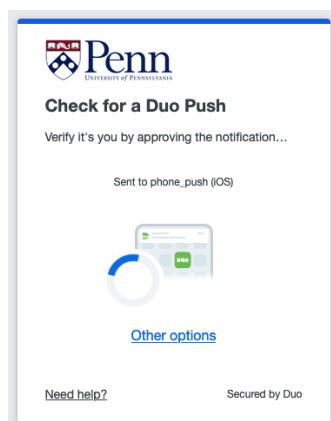 Penn
UNIVERSITY OF PENNSYLVANIA
Check for a Duo Push
Verify it's you by approving the notification...
Sent to phone_push (iOS)
Other options
Need help?
Secured by Duo